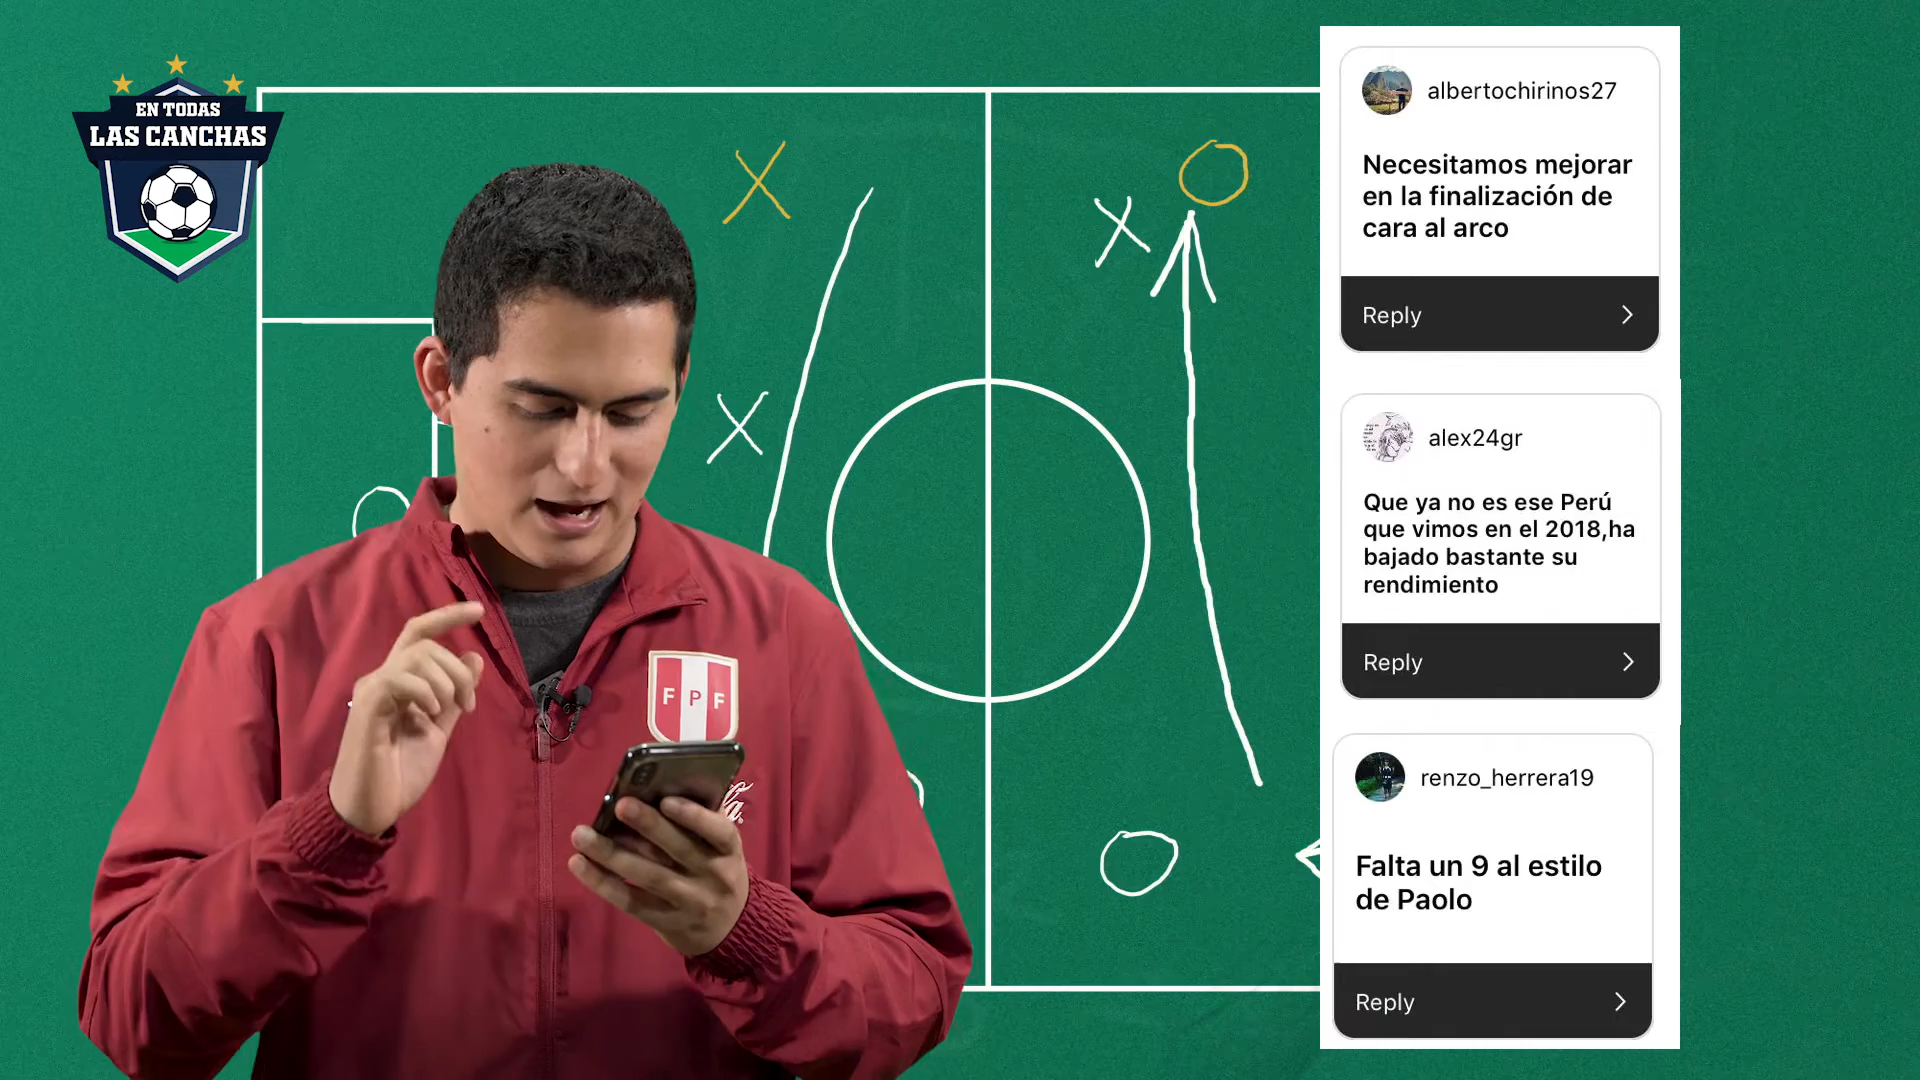 EN TODAS
LAS CANCHAS
FPF
albertochirinos27
Necesitamos mejorar
en la finalización de
cara al arco
Reply
alex24gr
Que ya no es ese Perú
que vimos en el 2018,ha
bajado bastante su
rendimiento
Reply
renzo_herrera19
Falta un 9 al estilo
de Paolo
Reply